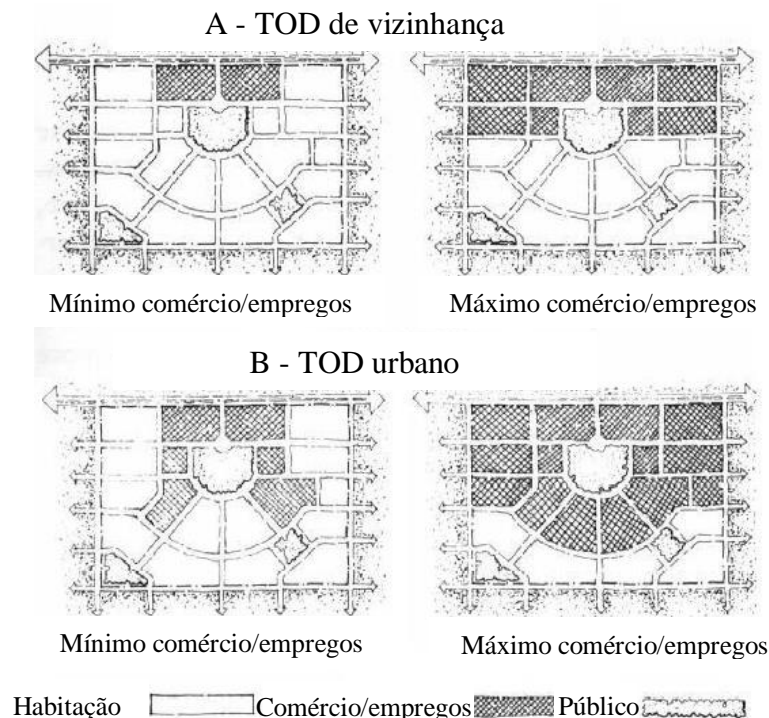 A - TOD de vizinhança
Mínimo comércio/empregos
Máximo comércio/empregos
B - TOD urbano
Mínimo comércio/empregos
Máximo comércio/empregos
Habitação
Comércio/empregos
Público